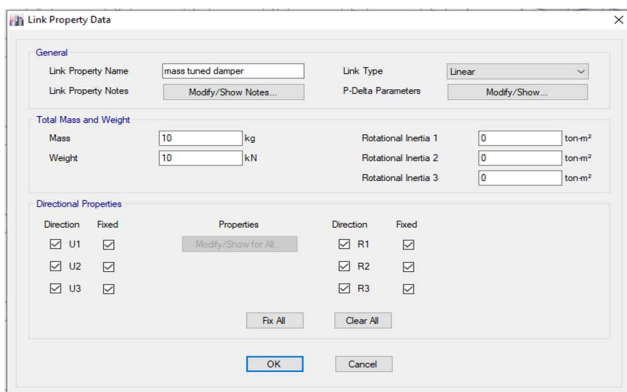 Link Property Data
General
Link Property Name mass tuned damper Link Type Linear
Link Property Notes Modify/Show Notes... P-Delta Parameters Modify/Show...
Total Mass and Weight
Mass 10 kg Rotational Inertia 1 0 ton-m²
Weight 10 kN Rotational Inertia 2 0 ton-m²
Rotational Inertia 3 0 ton-m²
Directional Properties
Direction Fixed Properties Direction Fixed
U1 Modify/Show for All... R1
U2 R2
U3 R3
Fix All Clear All
OK Cancel